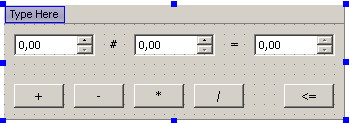 Type Here
0,00 # 0,00 = 0,00
+ - * / <=